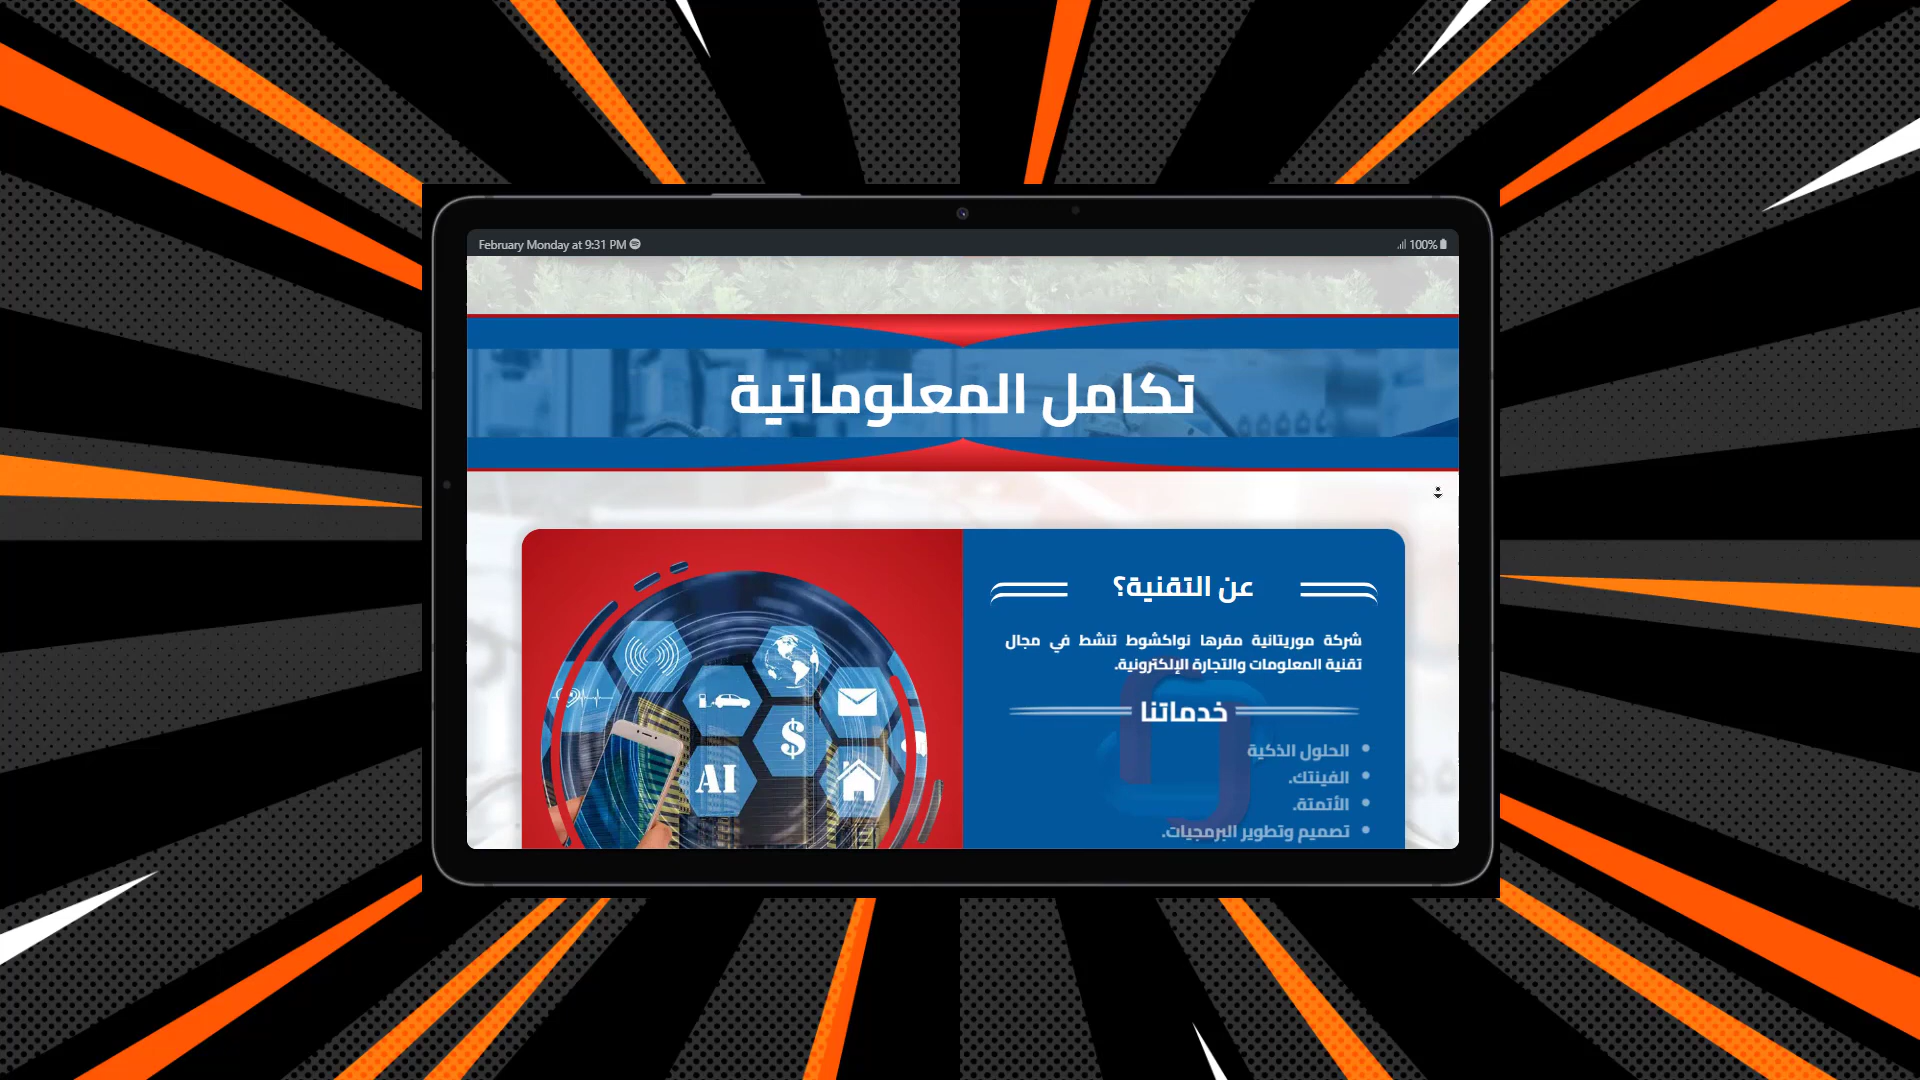 February Monday at 9:31 PM
100%
تكامل المعلوماتية
عن التقنية؟
شركة موريتانية مقرها نواكشوط تنشط في مجال
تقنية المعلومات والتجارة الإلكترونية.
خدماتنا
الحلول الذكية
الفينتك.
الأتمتة.
تصميم وتطوير البرمجيات.
$
AI